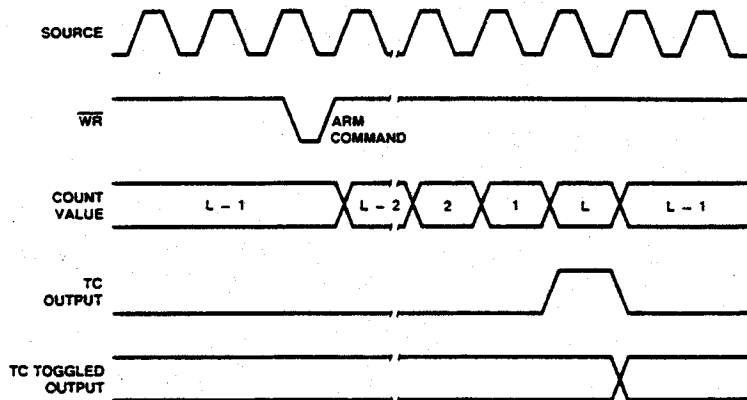 SOURCE
WR
ARM
COMMAND
COUNT
VALUE
L – 1
L – 2
2
1
L
L – 1
TC
OUTPUT
TC TOGGLED
OUTPUT